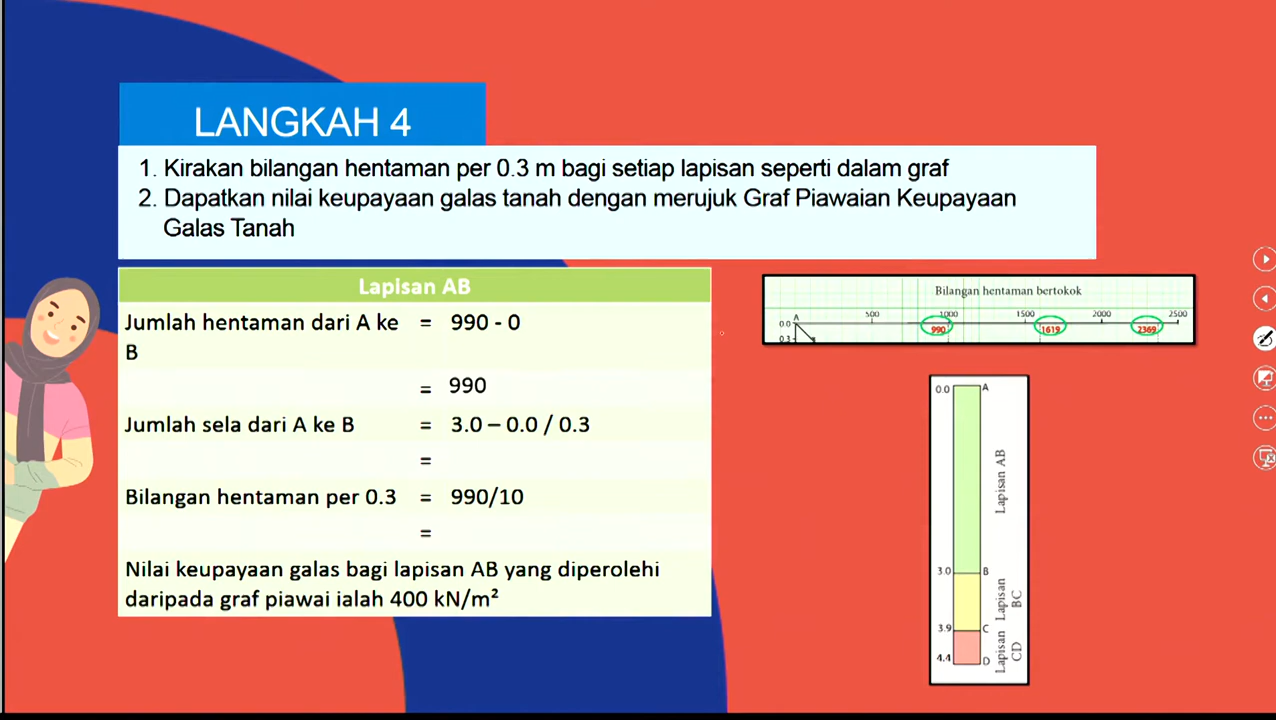 LANGKAH 4
1. Kirakan bilangan hentaman per 0.3 m bagi setiap lapisan seperti dalam graf
2. Dapatkan nilai keupayaan galas tanah dengan merujuk Graf Piawaian Keupayaan
Galas Tanah
Lapisan AB
Jumlah hentaman dari A ke = 990 - 0
B
= 990
Jumlah sela dari A ke B = 3.0 – 0.0 / 0.3
=
Bilangan hentaman per 0.3 = 990/10
=
Nilai keupayaan galas bagi lapisan AB yang diperolehi
daripada graf piawai ialah 400 kN/m²
Bilangan hentaman bertokok
A 500 1000 1500 2000 2500
0.0 990 1619 2369
0.3
0.0 A
Lapisan AB
3.0 B
Lapisan
BC
3.9 C
Lapisan
CD
4.4 D